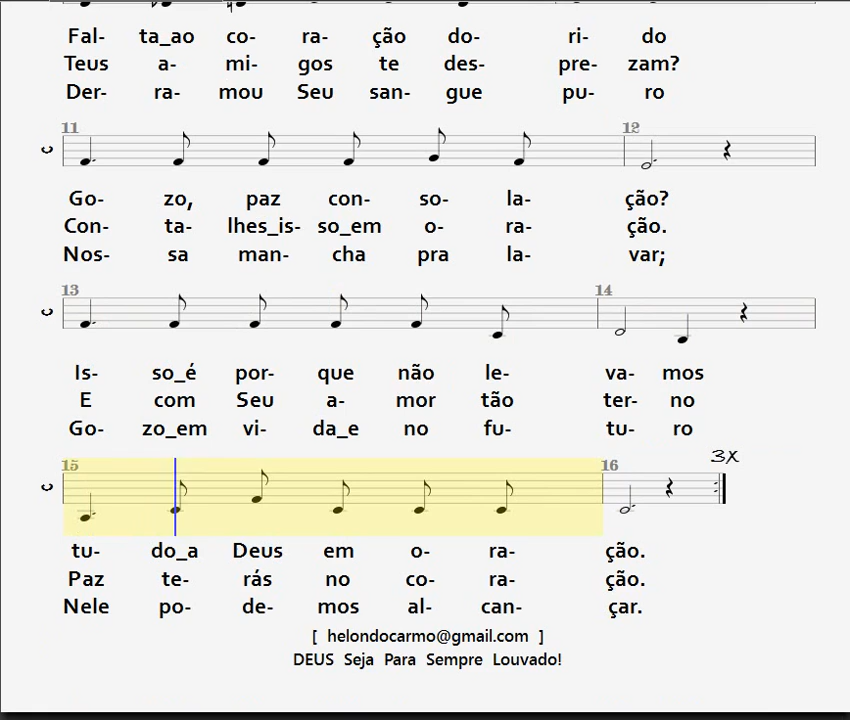 Fal- ta_ao co- ra- ção do- ri- do
Teus a- mi- gos te des- pre- zam?
Der- ra- mou Seu san- gue pu- ro
11 12
Go- zo, paz con- so- la- ção?
Con- ta- lhes_is- so_em o- ra- ção.
Nos- sa man- cha pra la- var;
13 14
Is- so_é por- que não le- va- mos
E com Seu a- mor tão ter- no
Go- zo_em vi- da_e no fu- tu- ro
3X
15 16
tu- do_a Deus em o- ra- ção.
Paz te- rás no co- ra- ção.
Nele po- de- mos al- can- çar.
[ helondocarmo@gmail.com ]
DEUS Seja Para Sempre Louvado!